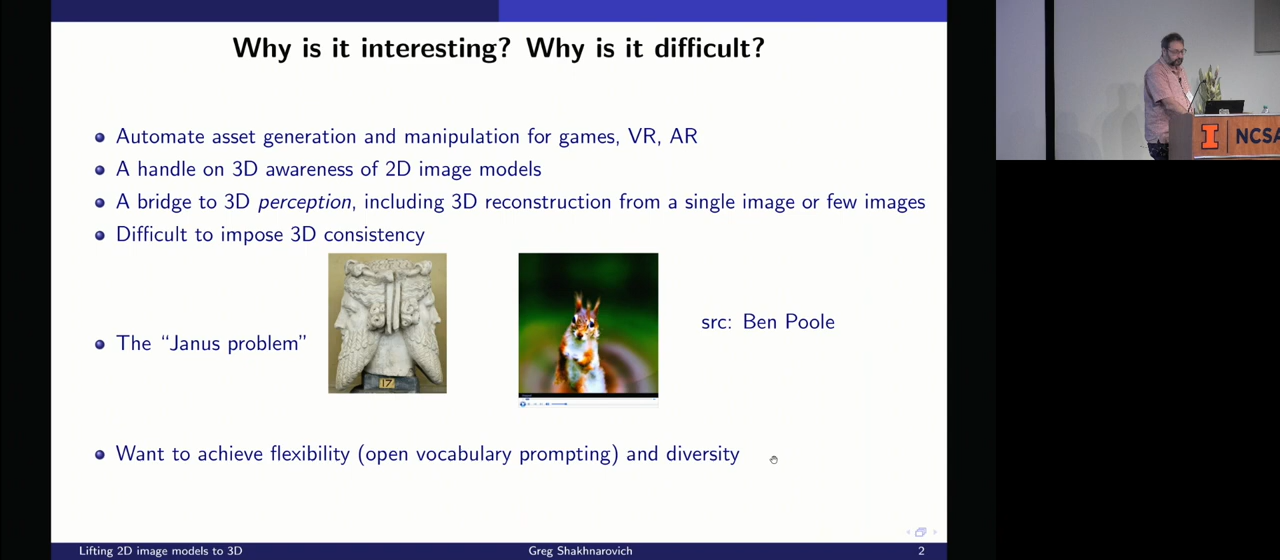 Why is it interesting? Why is it difficult?
Automate asset generation and manipulation for games, VR, AR
A handle on 3D awareness of 2D image models
A bridge to 3D perception, including 3D reconstruction from a single image or few images
Difficult to impose 3D consistency
The “Janus problem”
17
src: Ben Poole
Want to achieve flexibility (open vocabulary prompting) and diversity
I NCSA
Lifting 2D image models to 3D
Greg Shakhnarovich
2